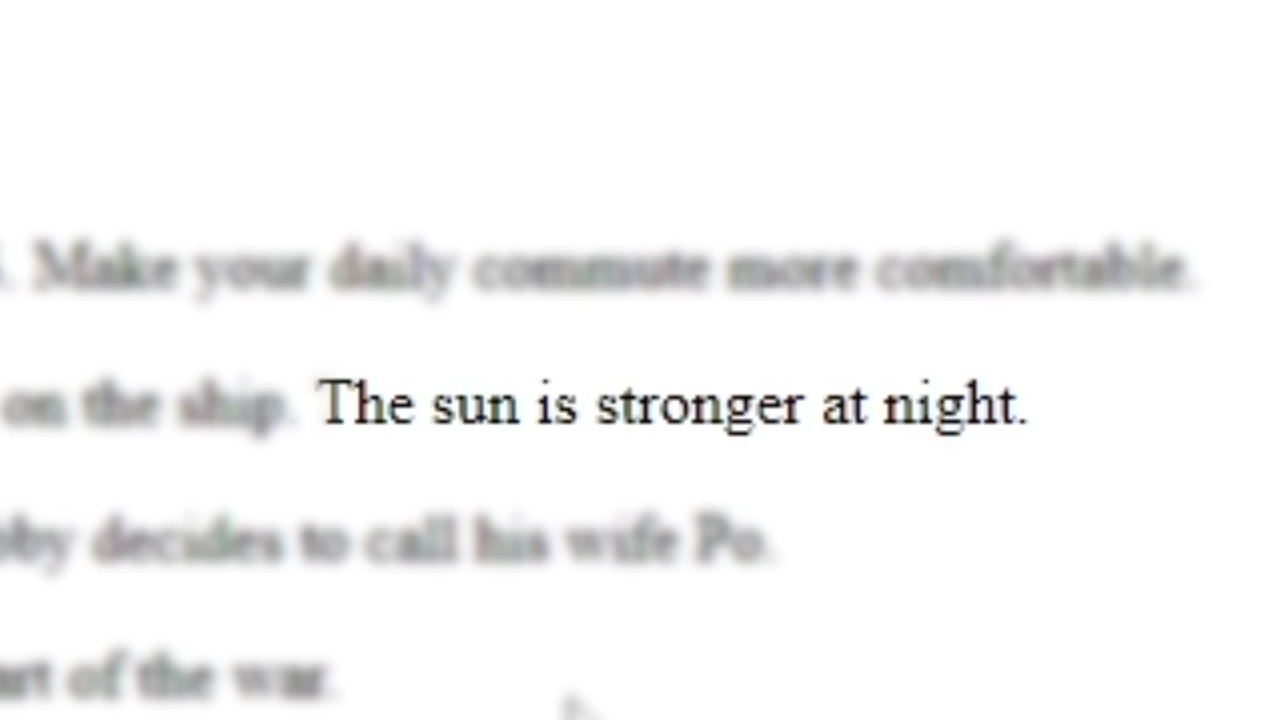 . Make your daily commute more comfortable.
on the ship. The sun is stronger at night.
decides to call his wife Po.
of the war.